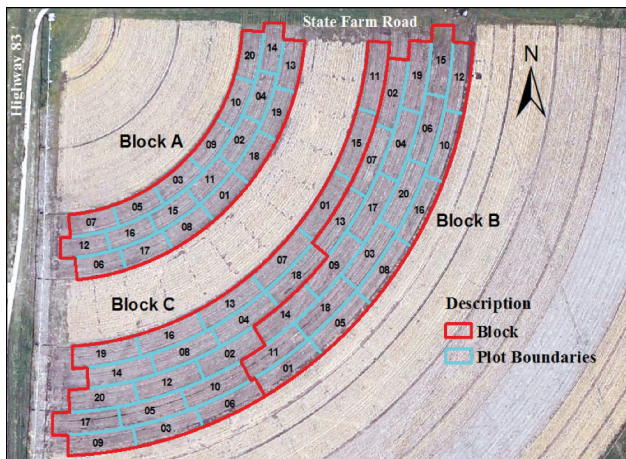 State Farm Road
Highway 83
N
20 14 13
10 04 19
09 02 18
03 11 01
05 15 08
07 16 17
12
06
Block A
11 02 19 15 12
15 07 04 06 10
01 13 17 20 16
09 03 08
14 18 05
11 01
Block B
Block C
07 18
13 04
16 08 02
19 14 12 10
20 05 06
17 03
09
Description
Block
Plot Boundaries